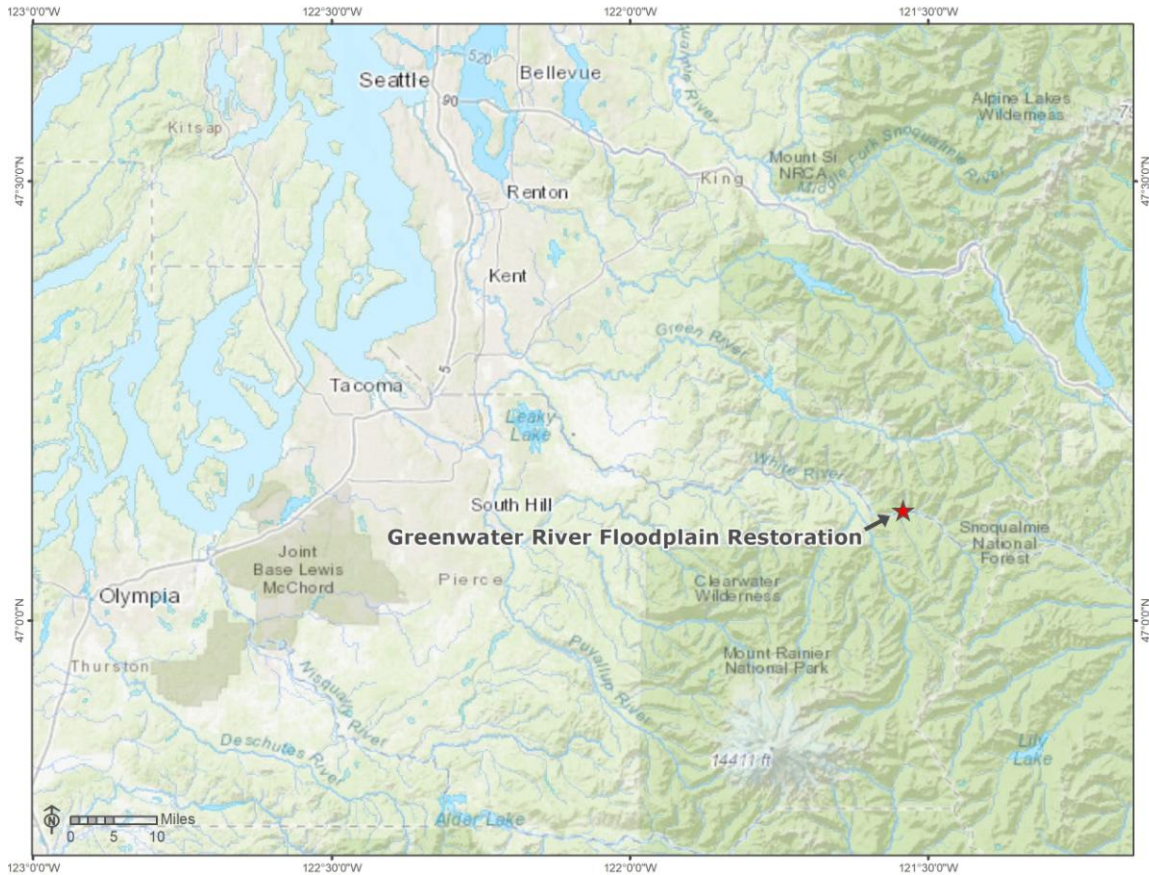 123°0'0"W
122°30'0"W
122°0'0"W
121°30'0"W
520
Bellevue
Seattle
90
Alpine Lakes
Wilderness
Kitsap
Mount Si
NRCA
Middle Fork Snoqualmie River
King
47°30'0"N
47°30'0"N
Renton
Kent
Green River
5
Tacoma
Leaky
Lake
White River
South Hill
Greenwater River Floodplain Restoration
Snoqualmie
National
Forest
Joint
Base Lewis
McChord
Pierce
Clearwater
Wilderness
Olympia
47°0'0"N
47°0'0"N
Thurston
Nisqually River
Puyallup River
Mount Rainier
National Park
Deschutes River
14411 ft
Lily
Lake
Alder Lake
N
Miles
0 5 10
123°0'0"W
122°30'0"W
122°0'0"W
121°30'0"W